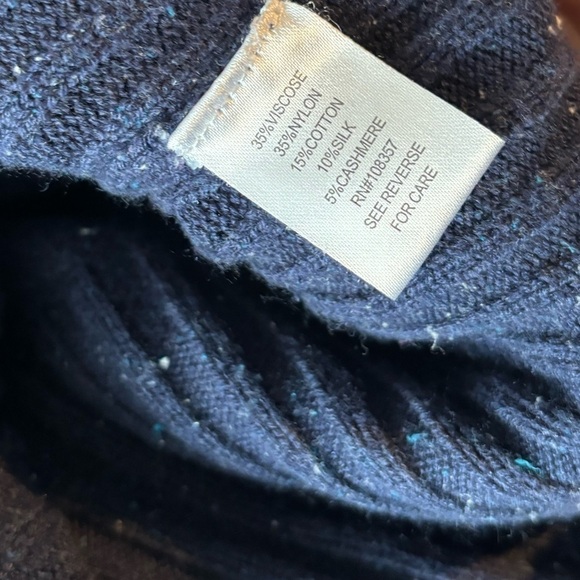 35%VISCOSE
35%NYLON
15%COTTON
10%SILK
5%CASHMERE
RN#108357
SEE REVERSE
FOR CARE